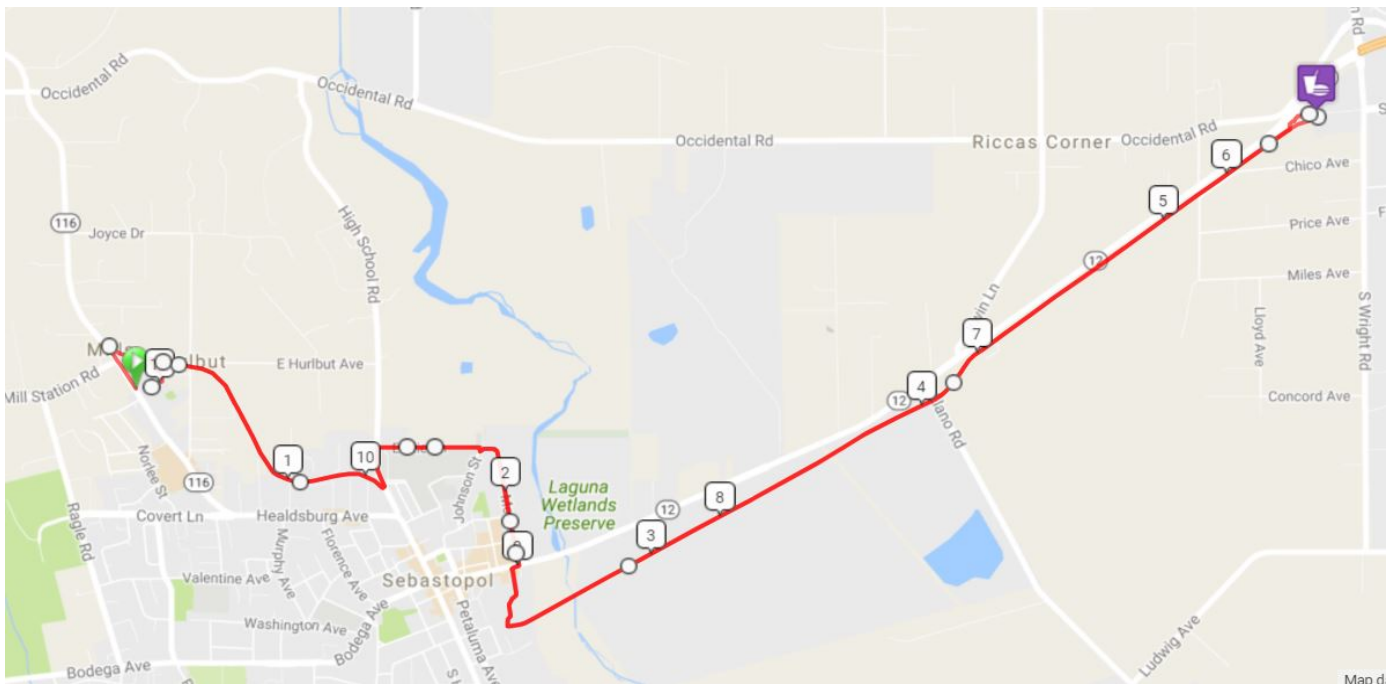 Occidental Rd
Occidental Rd
Occidental Rd
Riccas Corner
Occidental Rd
Chico Ave
Price Ave
Miles Ave
Lloyd Ave
S Wright Rd
Concord Ave
6
5
12
7
4
12
116
Joyce Dr
High School Rd
E Hurlbut Ave
Mill Station Rd
1
10
Norlee St
116
Covert Ln
Healdsburg Ave
Ragle Rd
Murphy Ave
Florence Ave
Johnson St
2
Laguna
Wetlands
Preserve
12
8
3
Valentine Ave
Sebastopol
Washington Ave
Bodega Ave
Petaluma Ave
Bodega Ave
Ludwig Ave